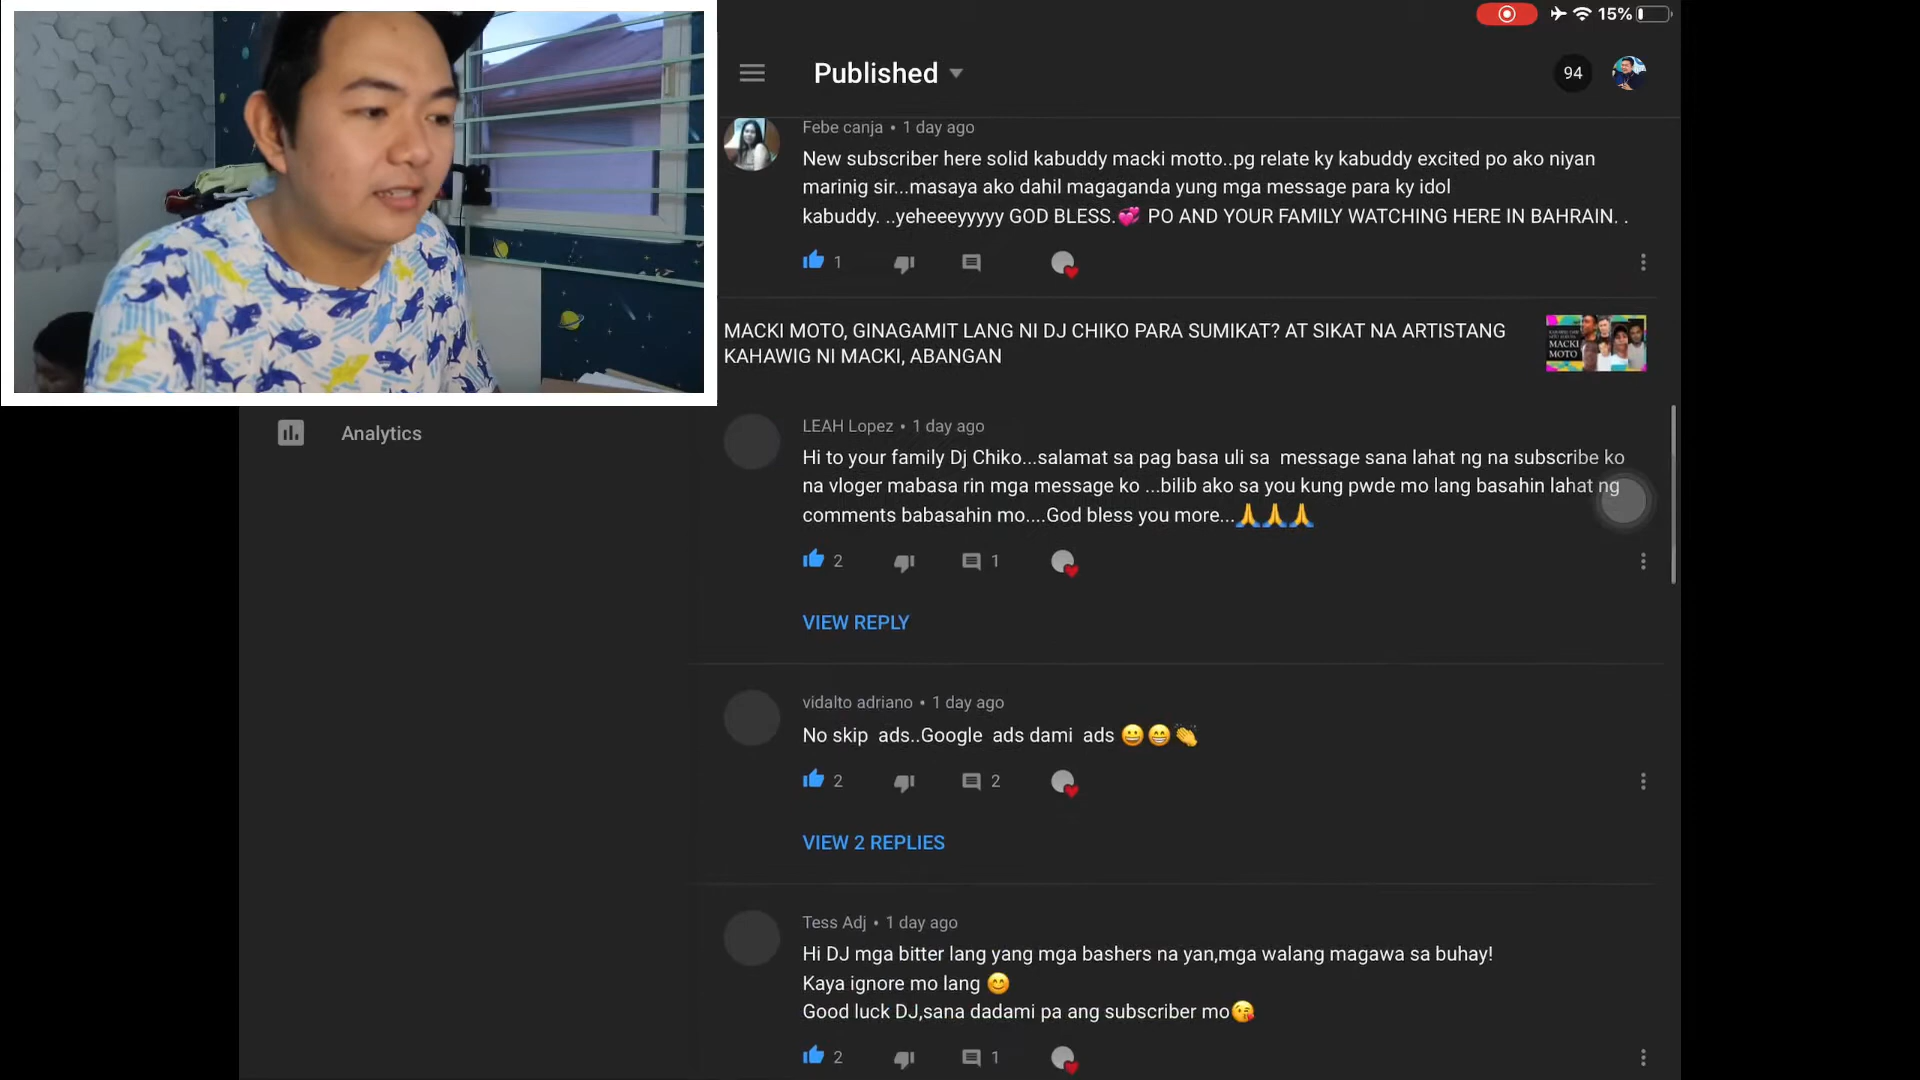 15%
Published
94
Febe canja • 1 day ago
New subscriber here solid kabuddy macki motto..pg relate ky kabuddy excited po ako niyan
marinig sir...masaya ako dahil magaganda yung mga message para ky idol
kabuddy. ..yeheeeyyyyy GOD BLESS.💞 PO AND YOUR FAMILY WATCHING HERE IN BAHRAIN. .
1
MACKI MOTO, GINAGAMIT LANG NI DJ CHIKO PARA SUMIKAT? AT SIKAT NA ARTISTANG
KAHAWIG NI MACKI, ABANGAN
MACKI
MOTO
Analytics
LEAH Lopez • 1 day ago
Hi to your family Dj Chiko...salamat sa pag basa uli sa message sana lahat ng na subscribe ko
na vloger mabasa rin mga message ko ...bilib ako sa you kung pwde mo lang basahin lahat ng
comments babasahin mo....God bless you more...🙏🙏🙏
2 1
VIEW REPLY
vidalto adriano • 1 day ago
No skip ads..Google ads dami ads 😀😁👏
2 2
VIEW 2 REPLIES
Tess Adj • 1 day ago
Hi DJ mga bitter lang yang mga bashers na yan,mga walang magawa sa buhay!
Kaya ignore mo lang 😊
Good luck DJ,sana dadami pa ang subscriber mo😘
2 1